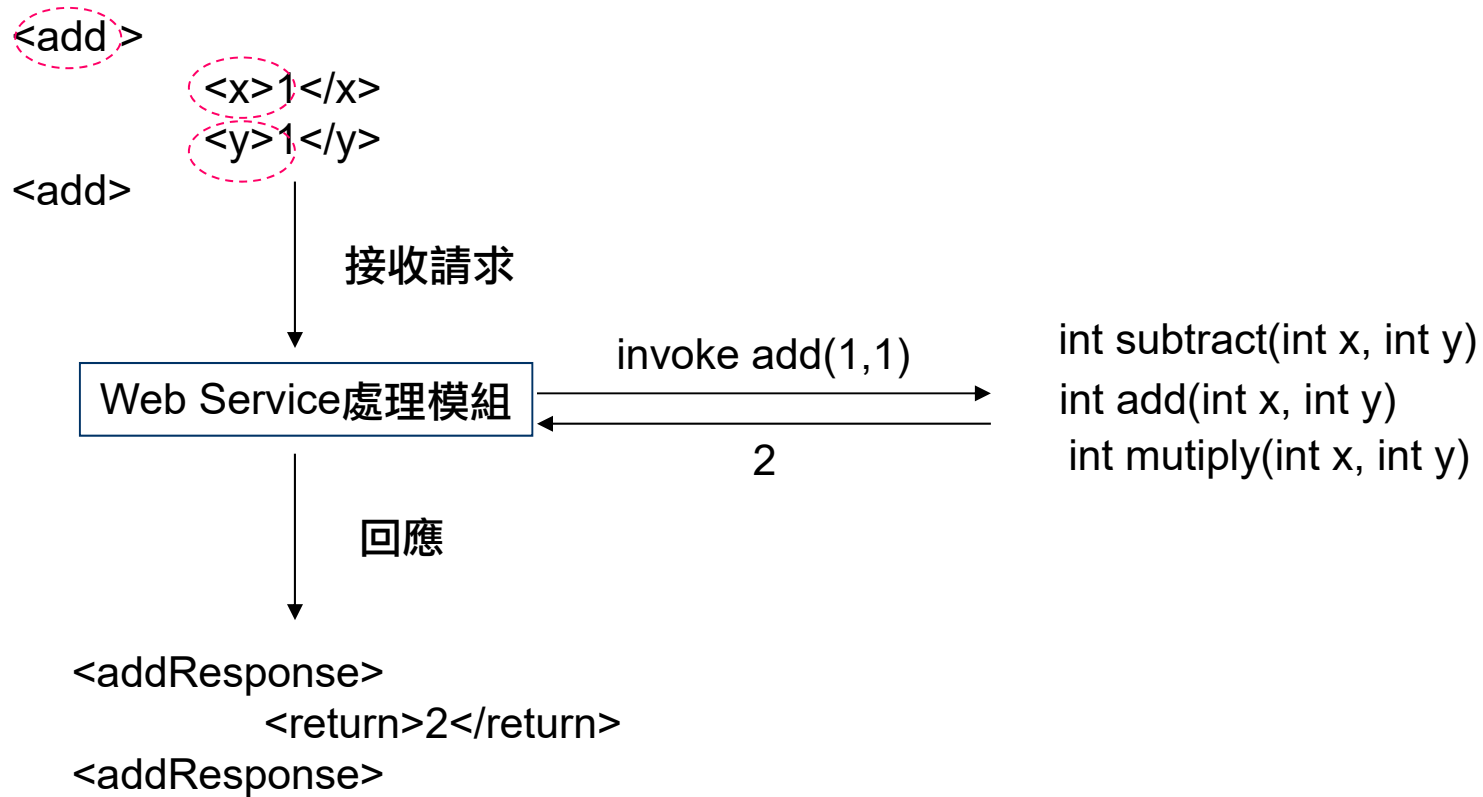 <add >
<x>1</x>
<y>1</y>
<add>
接收請求
Web Service處理模組
invoke add(1,1)
2
int subtract(int x, int y)
int add(int x, int y)
int mutiply(int x, int y)
回應
<addResponse>
<return>2</return>
<addResponse>